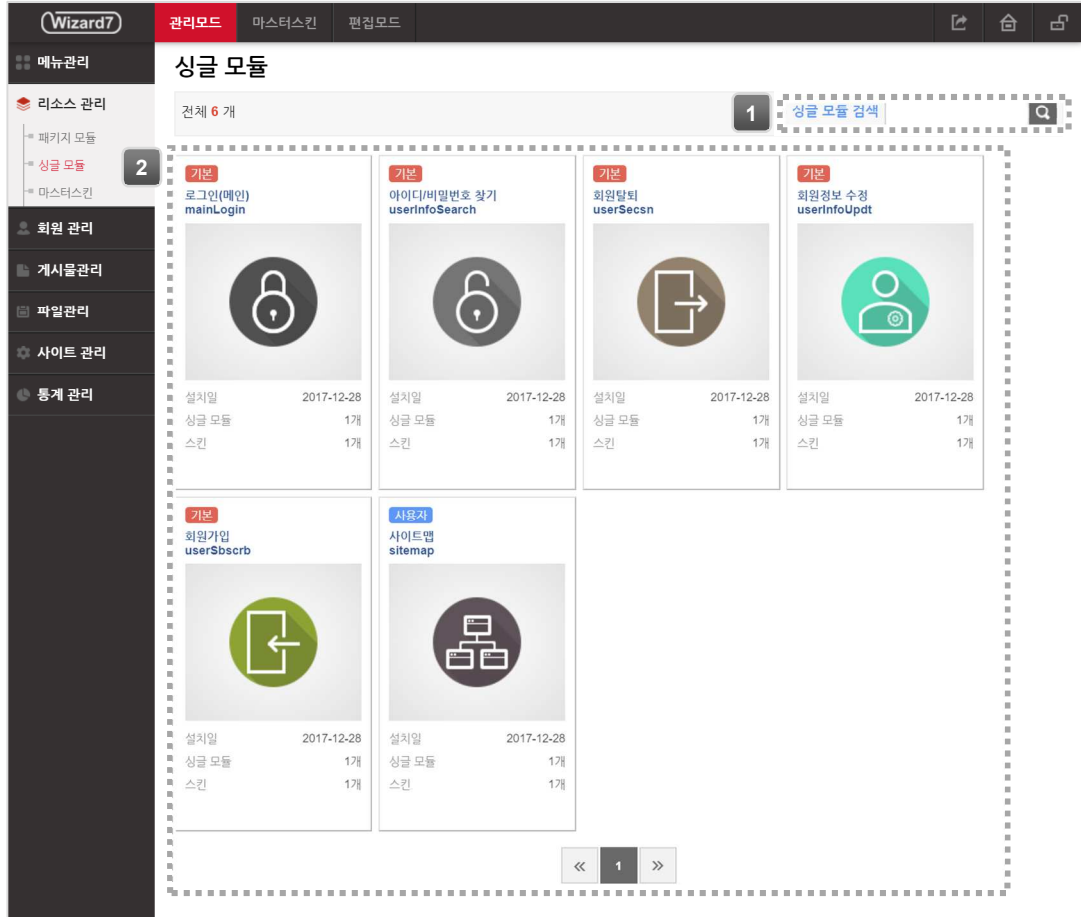 Wizard7
관리모드 마스터스킨 편집모드
메뉴관리
리소스 관리
패키지 모듈
싱글 모듈
마스터스킨
회원 관리
게시물관리
파일관리
사이트 관리
통계 관리
싱글 모듈
전체 6 개
1
싱글 모듈 검색
2
기본
로그인(메인)
mainLogin
설치일 2017-12-28
싱글 모듈 1개
스킨 1개
기본
아이디/비밀번호 찾기
userInfoSearch
설치일 2017-12-28
싱글 모듈 1개
스킨 1개
기본
회원탈퇴
userSecsn
설치일 2017-12-28
싱글 모듈 1개
스킨 1개
기본
회원정보 수정
userInfoUpdt
설치일 2017-12-28
싱글 모듈 1개
스킨 1개
기본
회원가입
userSbscrb
설치일 2017-12-28
싱글 모듈 1개
스킨 1개
사용자
사이트맵
sitemap
설치일 2017-12-28
싱글 모듈 1개
스킨 1개
« 1 »